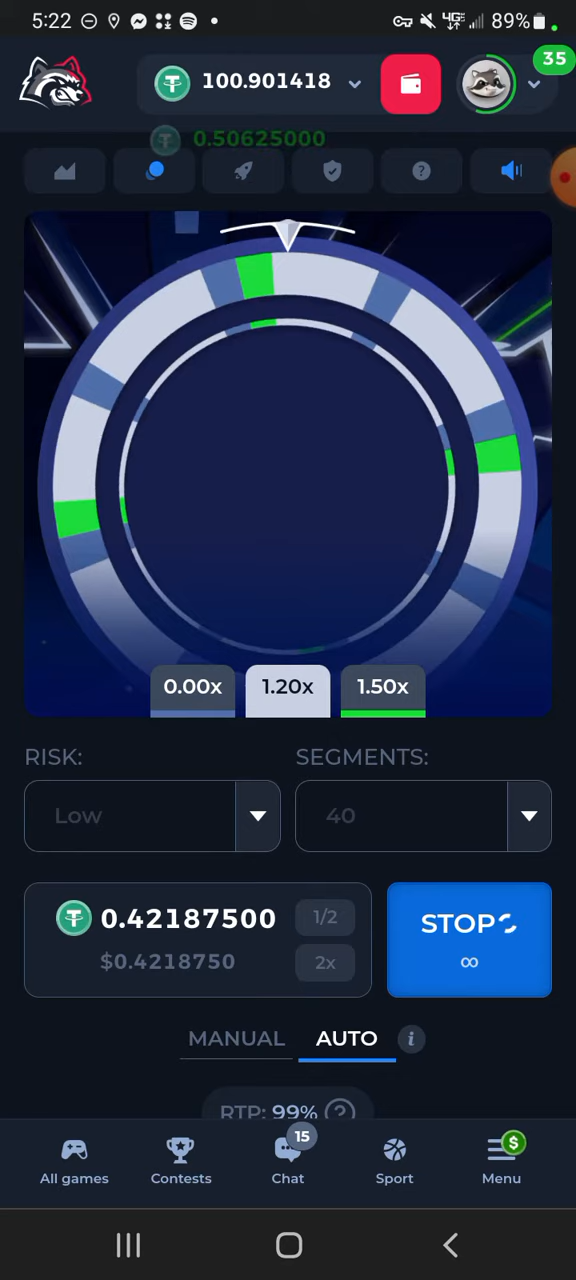 5:22 4G 89%
100.901418
35
0.50625000
0.00x 1.20x 1.50x
RISK: SEGMENTS:
Low 40
0.42187500 1/2 STOP
$0.4218750 2x ∞
MANUAL AUTO i
RTP: 99% ?
15
$
All games Contests Chat Sport Menu